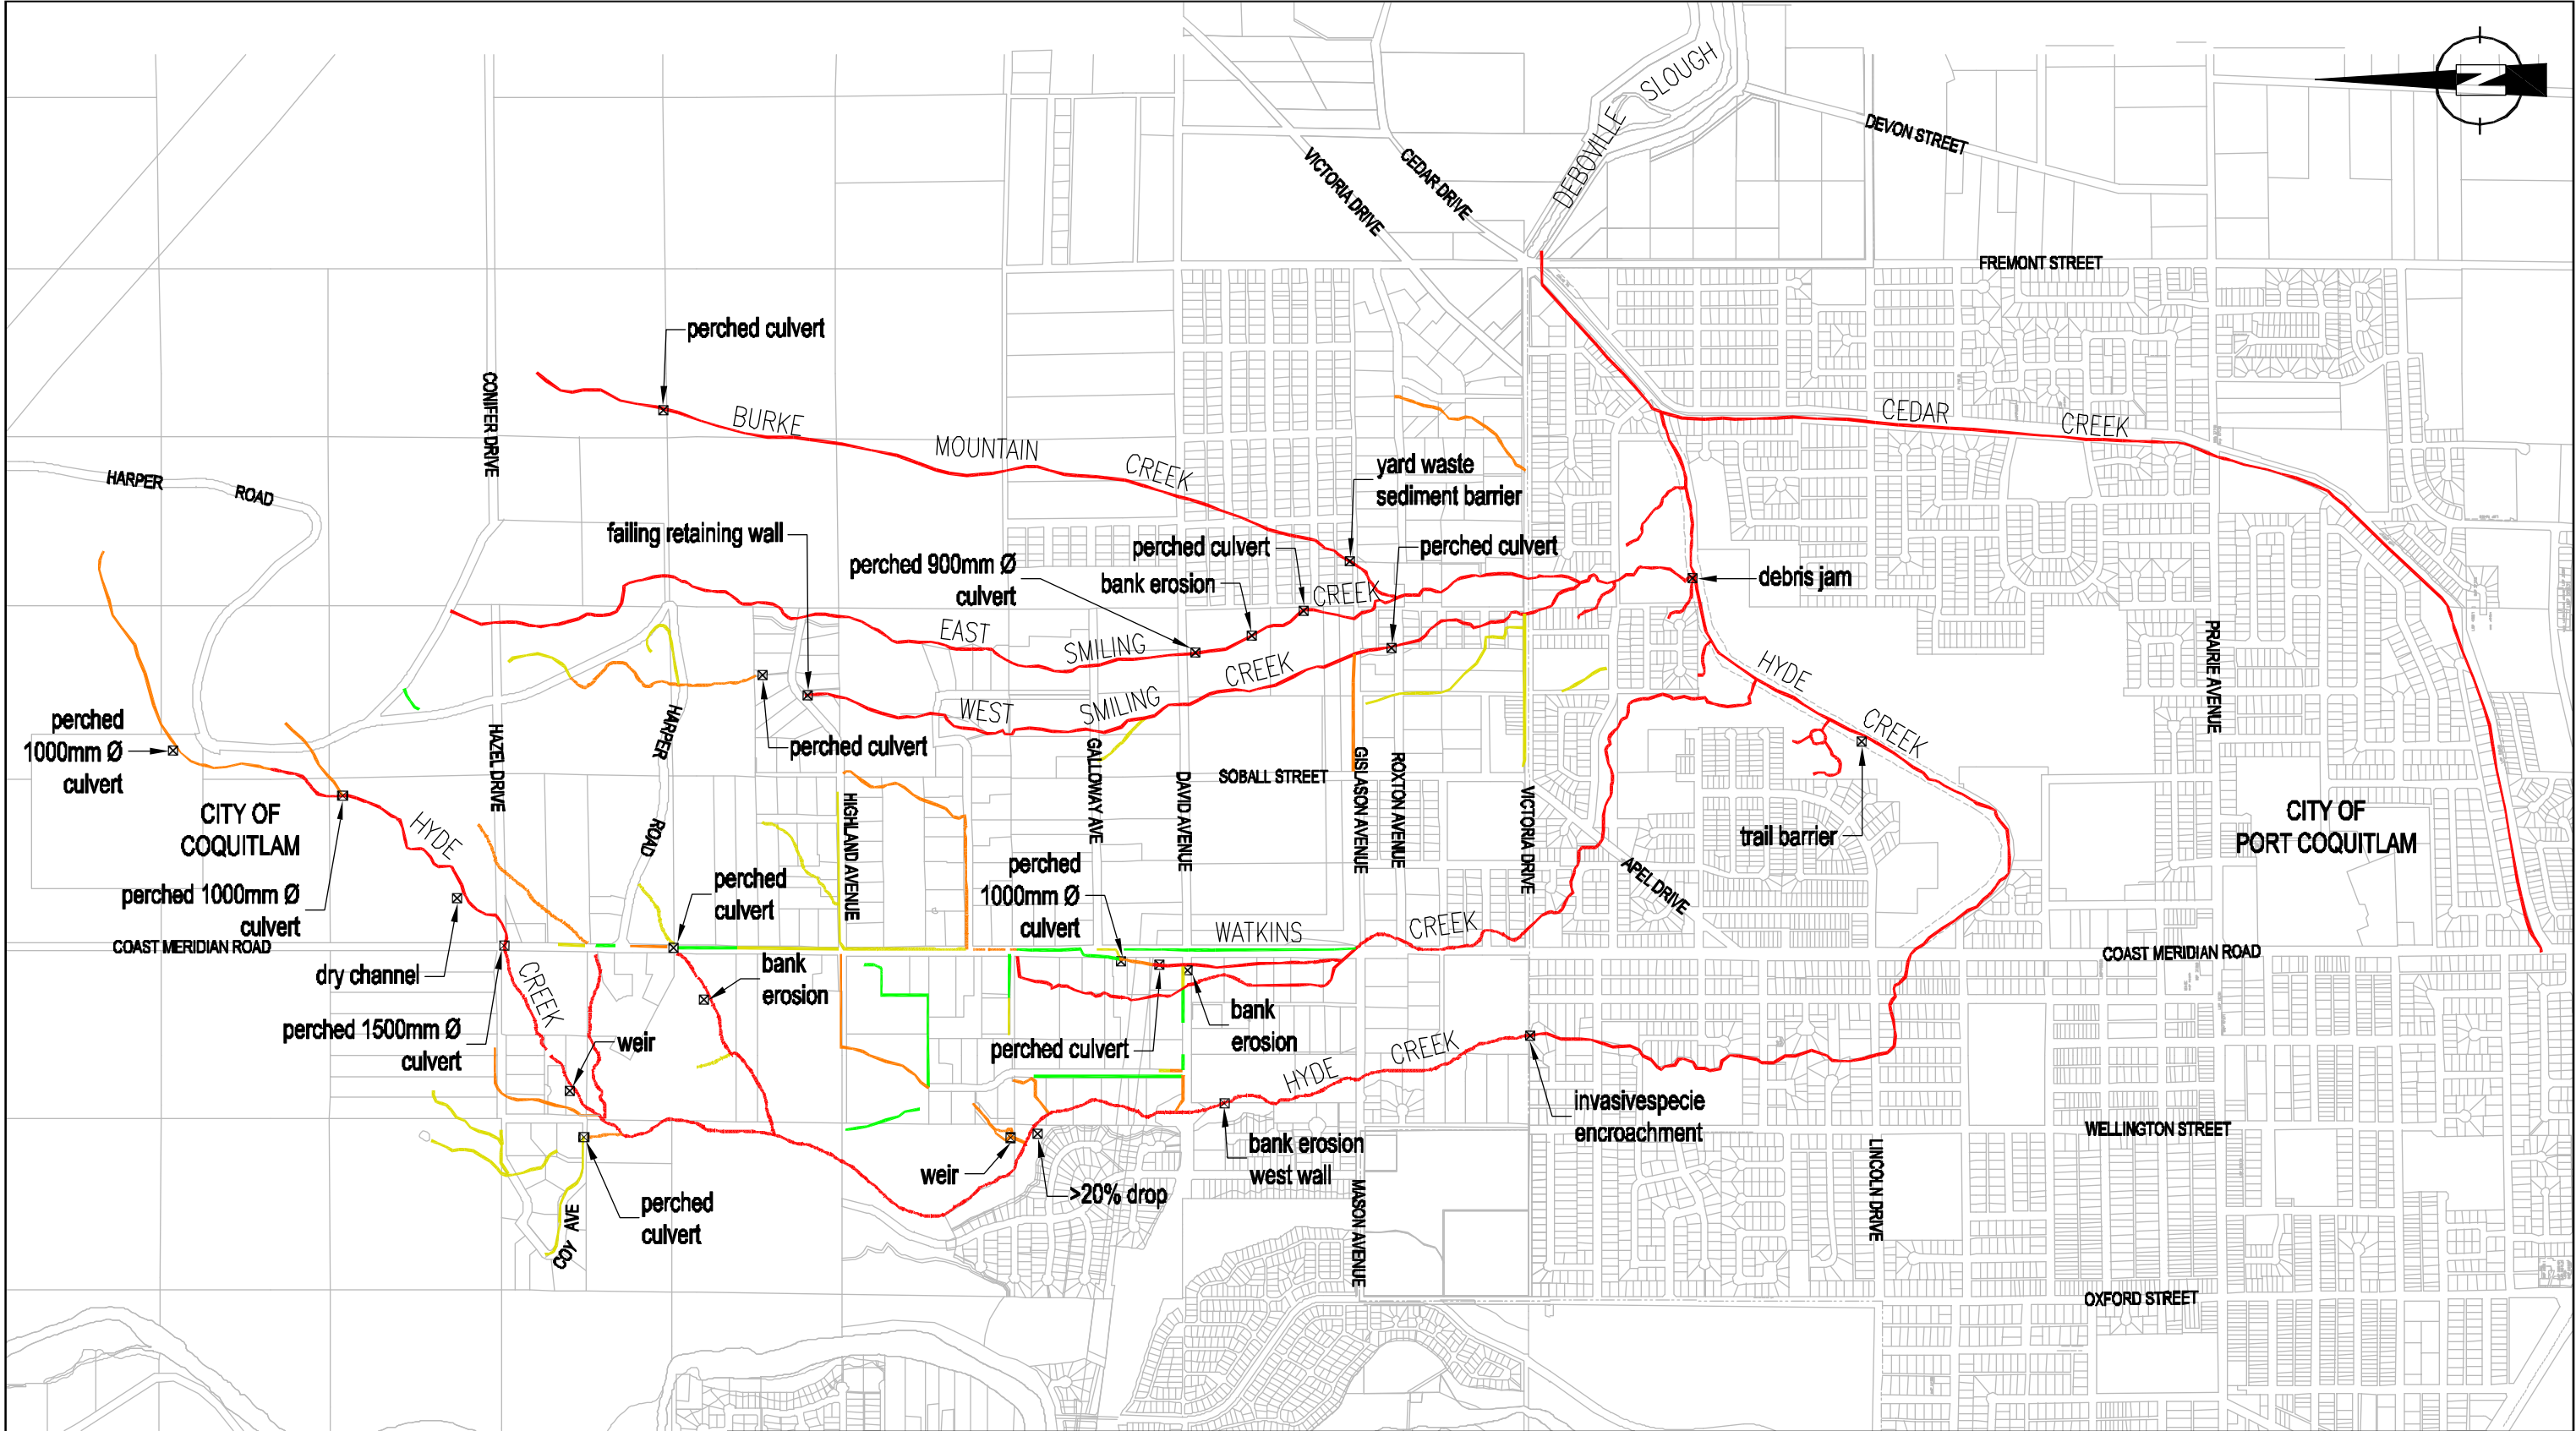 N
SLOUGH
DEBOVILLE
DEVON STREET
VICTORIA DRIVE
CEDAR DRIVE
FREMONT STREET
perched culvert
CONIFER DRIVE
BURKE
MOUNTAIN
CREEK
CEDAR
CREEK
HARPER
ROAD
yard waste
sediment barrier
failing retaining wall
perched 900mm Ø
culvert
perched culvert
bank erosion
perched culvert
CREEK
debris jam
EAST
SMILING
CREEK
WEST
SMILING
HYDE
CREEK
PRAIRIE AVENUE
perched
1000mm Ø
culvert
HAZEL DRIVE
HARPER
ROAD
perched culvert
GALLOWAY AVE
DAVID AVENUE
SOBALL STREET
GISLASON AVENUE
ROXTON AVENUE
VICTORIA DRIVE
CITY OF
COQUITLAM
HYDE
HIGHLAND AVENUE
trail barrier
CITY OF
PORT COQUITLAM
APEL DRIVE
perched 1000mm Ø
culvert
perched
culvert
perched
1000mm Ø
culvert
WATKINS
CREEK
COAST MERIDIAN ROAD
COAST MERIDIAN ROAD
dry channel
CREEK
bank
erosion
perched 1500mm Ø
culvert
weir
perched culvert
bank
erosion
HYDE
CREEK
invasivespecie
encroachment
bank erosion
west wall
WELLINGTON STREET
LINCOLN DRIVE
weir
>20% drop
perched
culvert
COY AVE
MASON AVENUE
OXFORD STREET